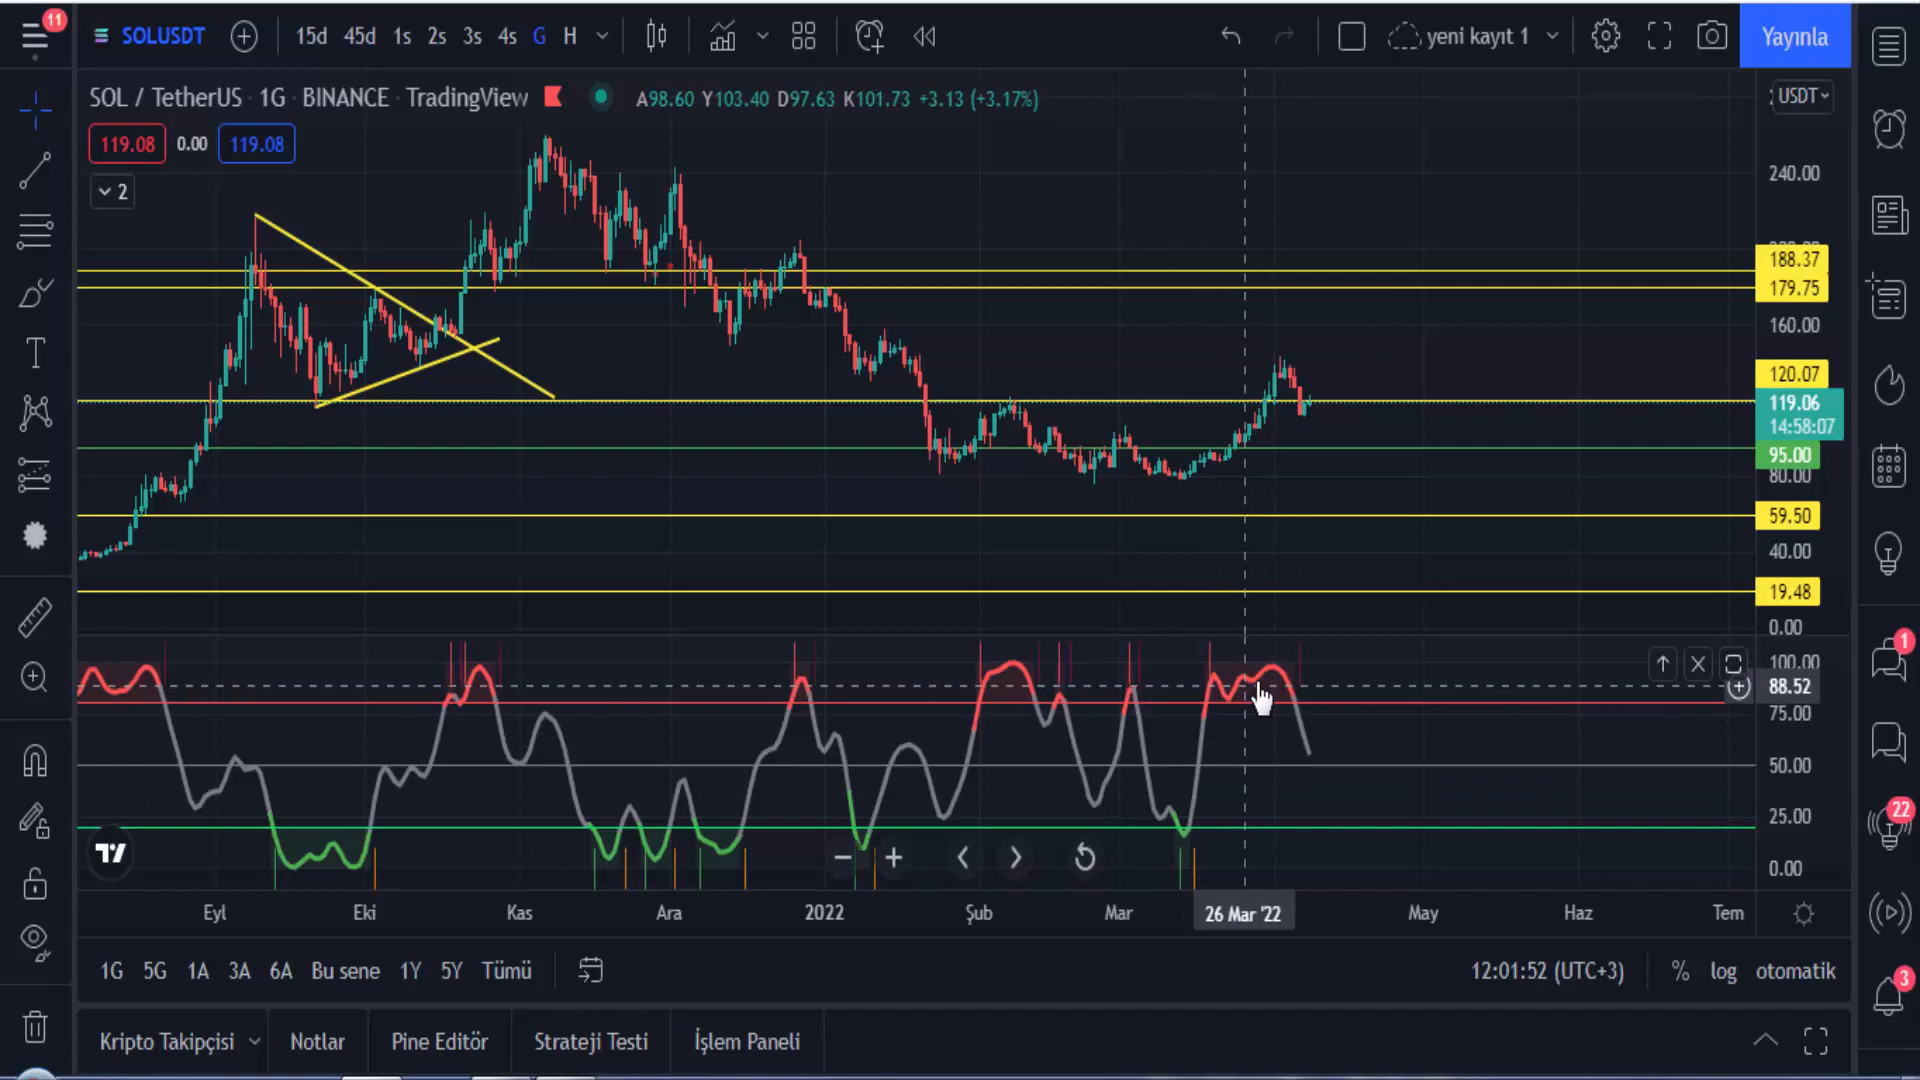 11
SOLUSDT
15d 45d 1s 2s 3s 4s G H
yeni kayıt 1
Yayınla
SOL / TetherUS · 1G · BINANCE · TradingView
A98.60 Y103.40 D97.63 K101.73 +3.13 (+3.17%)
USDT
119.08 0.00 119.08
2
240.00
188.37
179.75
160.00
120.07
119.06
14:58:07
95.00
80.00
59.50
40.00
19.48
0.00
100.00
88.52
75.00
50.00
25.00
0.00
1
22
3
Eyl Eki Kas Ara 2022 Şub Mar 26 Mar '22 May Haz Tem
1G 5G 1A 3A 6A Bu sene 1Y 5Y Tümü
12:01:52 (UTC+3) % log otomatik
Kripto Takipçisi Notlar Pine Editör Strateji Testi İşlem Paneli